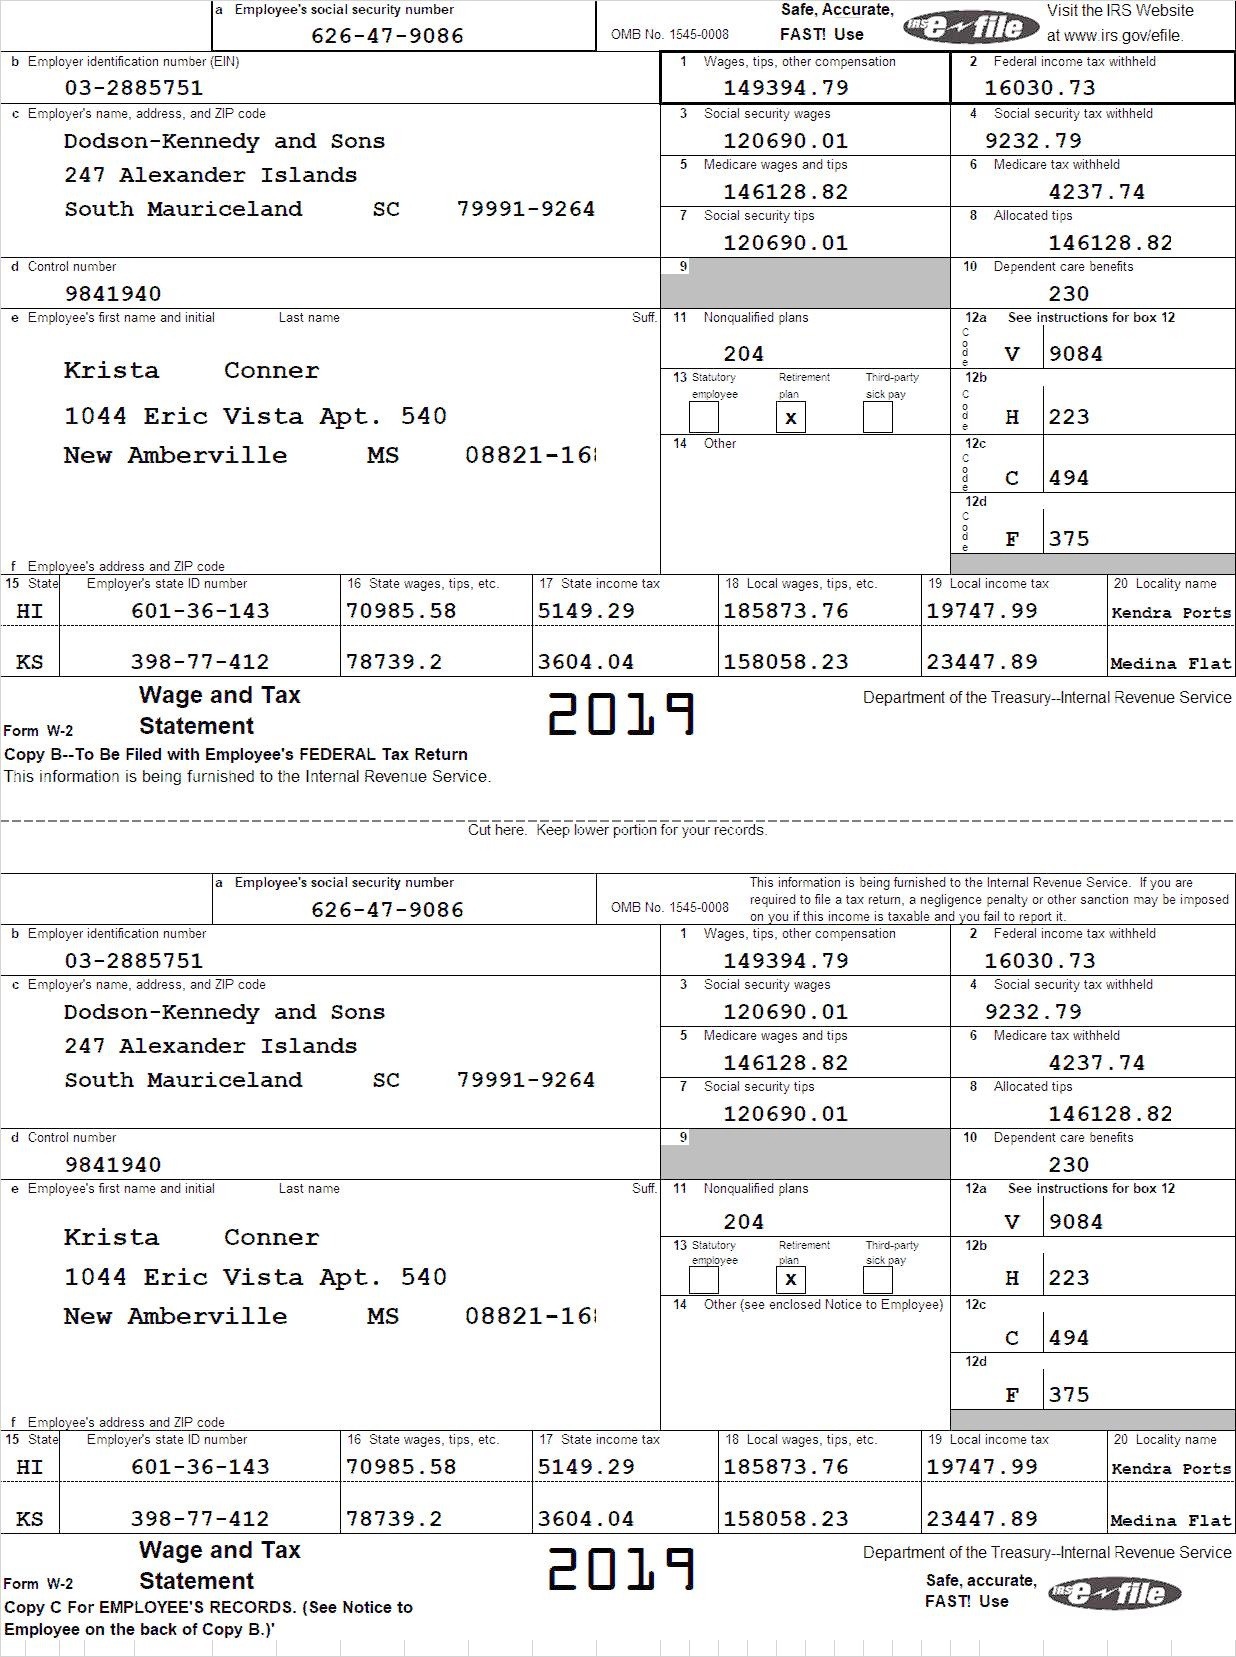 a Employee's social security number
626-47-9086
OMB No. 1545-0008
Safe, Accurate,
FAST! Use
IRS e-file
Visit the IRS Website
at www.irs.gov/efile.
b Employer identification number (EIN)
03-2885751
1 Wages, tips, other compensation
149394.79
2 Federal income tax withheld
16030.73
c Employer's name, address, and ZIP code
Dodson-Kennedy and Sons
247 Alexander Islands
South Mauriceland SC 79991-9264
3 Social security wages
120690.01
4 Social security tax withheld
9232.79
5 Medicare wages and tips
146128.82
6 Medicare tax withheld
4237.74
7 Social security tips
120690.01
8 Allocated tips
146128.82
d Control number
9841940
9
10 Dependent care benefits
230
e Employee's first name and initial Last name Suff.
Krista Conner
1044 Eric Vista Apt. 540
New Amberville MS 08821-16
11 Nonqualified plans
204
12a See instructions for box 12
Code V 9084
13 Statutory employee Retirement plan Third-party sick pay
x
12b
Code H 223
14 Other
12c
Code C 494
12d
Code F 375
f Employee's address and ZIP code
15 State Employer's state ID number 16 State wages, tips, etc. 17 State income tax 18 Local wages, tips, etc. 19 Local income tax 20 Locality name
HI 601-36-143 70985.58 5149.29 185873.76 19747.99 Kendra Ports
KS 398-77-412 78739.2 3604.04 158058.23 23447.89 Medina Flat
Form W-2
Wage and Tax
Statement
2019
Department of the Treasury--Internal Revenue Service
Copy B--To Be Filed with Employee's FEDERAL Tax Return
This information is being furnished to the Internal Revenue Service.
Cut here. Keep lower portion for your records.
a Employee's social security number
626-47-9086
OMB No. 1545-0008
This information is being furnished to the Internal Revenue Service. If you are
required to file a tax return, a negligence penalty or other sanction may be imposed
on you if this income is taxable and you fail to report it.
b Employer identification number
03-2885751
1 Wages, tips, other compensation
149394.79
2 Federal income tax withheld
16030.73
c Employer's name, address, and ZIP code
Dodson-Kennedy and Sons
247 Alexander Islands
South Mauriceland SC 79991-9264
3 Social security wages
120690.01
4 Social security tax withheld
9232.79
5 Medicare wages and tips
146128.82
6 Medicare tax withheld
4237.74
7 Social security tips
120690.01
8 Allocated tips
146128.82
d Control number
9841940
9
10 Dependent care benefits
230
e Employee's first name and initial Last name Suff.
Krista Conner
1044 Eric Vista Apt. 540
New Amberville MS 08821-16
11 Nonqualified plans
204
12a See instructions for box 12
V 9084
13 Statutory employee Retirement plan Third-party sick pay
x
12b
H 223
14 Other (see enclosed Notice to Employee)
12c
C 494
12d
F 375
f Employee's address and ZIP code
15 State Employer's state ID number 16 State wages, tips, etc. 17 State income tax 18 Local wages, tips, etc. 19 Local income tax 20 Locality name
HI 601-36-143 70985.58 5149.29 185873.76 19747.99 Kendra Ports
KS 398-77-412 78739.2 3604.04 158058.23 23447.89 Medina Flat
Form W-2
Wage and Tax
Statement
2019
Department of the Treasury--Internal Revenue Service
Safe, accurate,
FAST! Use
IRS e-file
Copy C For EMPLOYEE'S RECORDS. (See Notice to
Employee on the back of Copy B.)'